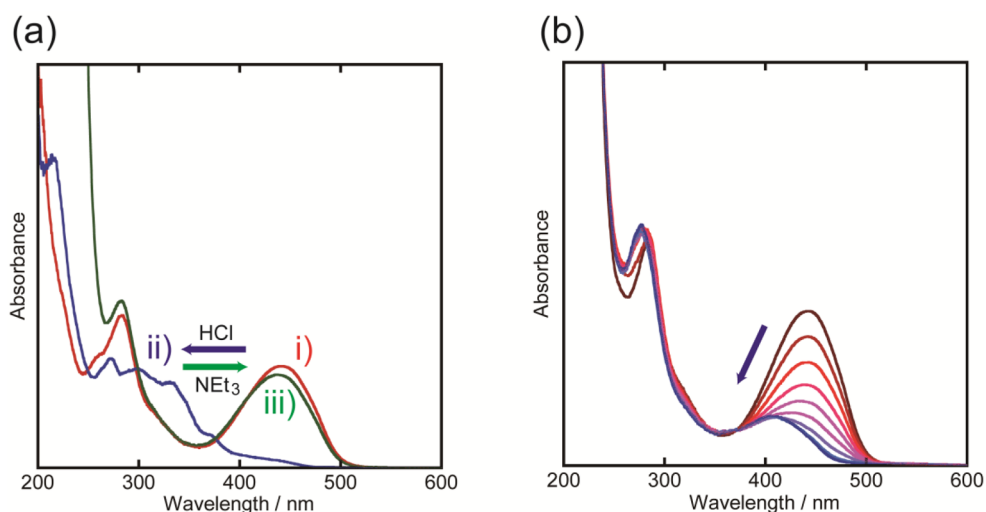 (a)
Absorbance
ii)
HCl
NEt₃
i)
iii)
200 300 400 500 600
Wavelength / nm
(b)
Absorbance
200 300 400 500 600
Wavelength / nm